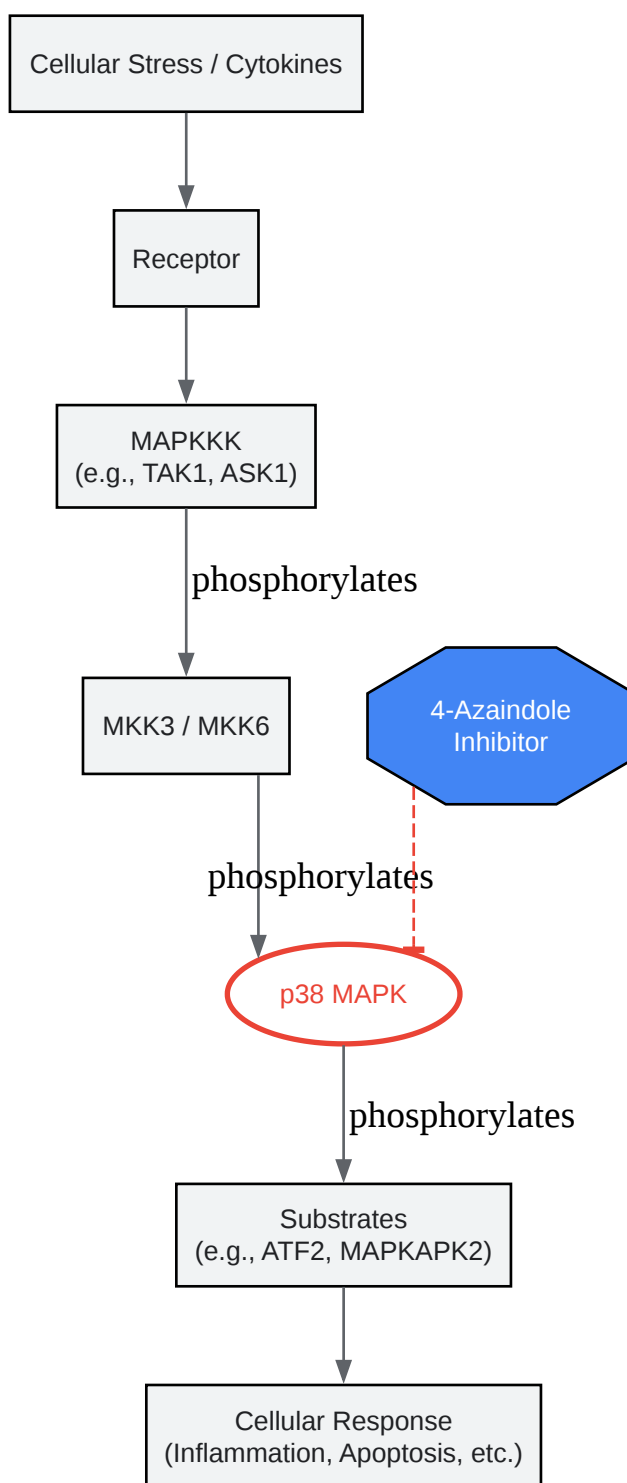 Cellular Stress / Cytokines
Receptor
MAPKKK
(e.g., TAK1, ASK1)
phosphorylates
MKK3 / MKK6
4-Azaindole
Inhibitor
phosphorylates
p38 MAPK
phosphorylates
Substrates
(e.g., ATF2, MAPKAPK2)
Cellular Response
(Inflammation, Apoptosis, etc.)